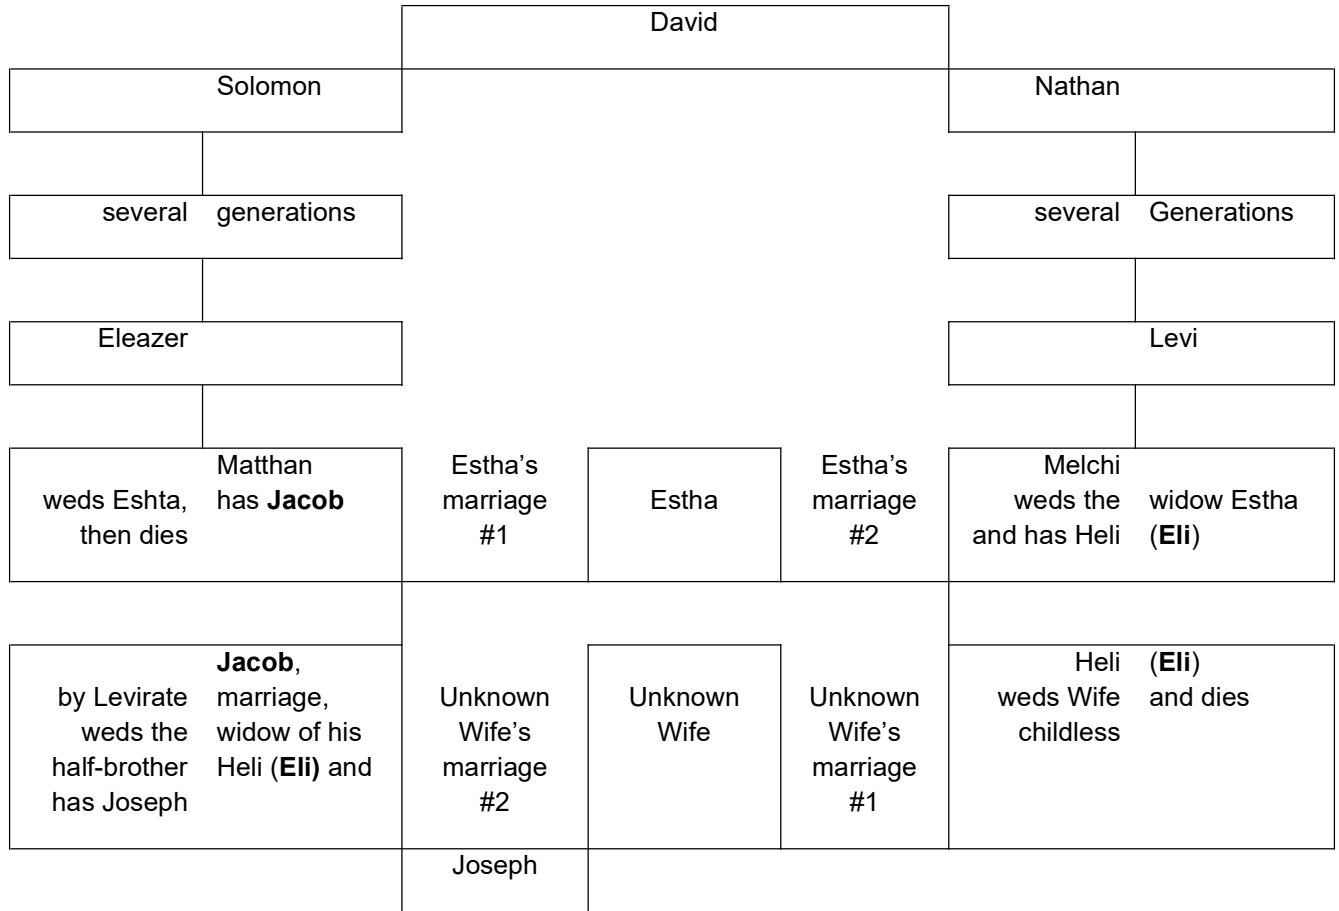 David
Solomon
Nathan
several generations
several Generations
Eleazer
Levi
Matthan
weds Eshta, has Jacob
then dies
Estha's
marriage
#1
Estha
Estha's
marriage
#2
Melchi
weds the widow Estha
and has Heli (Eli)
Jacob,
by Levirate marriage,
weds the widow of his
half-brother Heli (Eli) and
has Joseph
Unknown
Wife's
marriage
#2
Unknown
Wife
Unknown
Wife's
marriage
#1
Heli (Eli)
weds Wife and dies
childless
Joseph